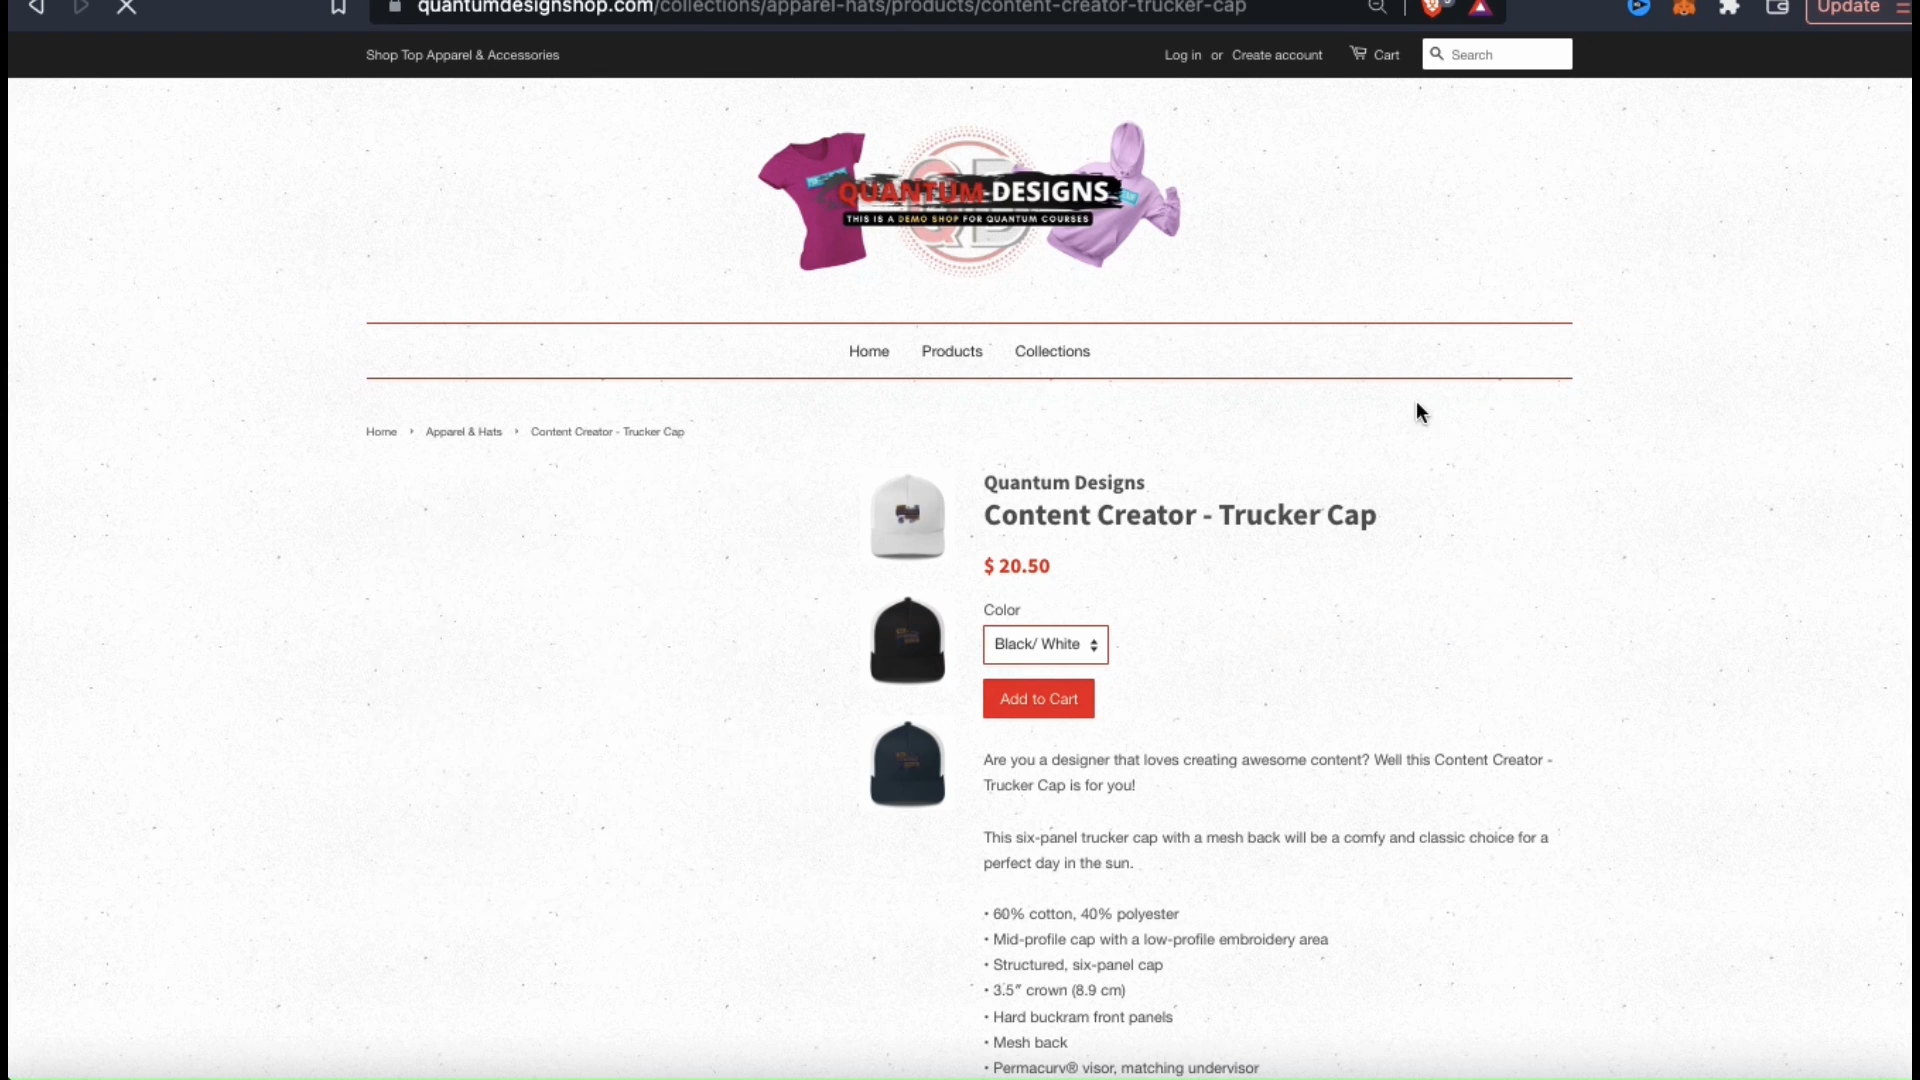 quantumdesignshop.com/collections/apparel-hats/products/content-creator-trucker-cap
Update
Shop Top Apparel & Accessories
Log in or Create account
Cart
Search
QUANTUM DESIGNS
THIS IS A DEMO SHOP FOR QUANTUM COURSES
Home
Products
Collections
Home › Apparel & Hats › Content Creator - Trucker Cap
Quantum Designs
Content Creator - Trucker Cap
$ 20.50
Color
Black/ White
Add to Cart
Are you a designer that loves creating awesome content? Well this Content Creator -
Trucker Cap is for you!
This six-panel trucker cap with a mesh back will be a comfy and classic choice for a
perfect day in the sun.
• 60% cotton, 40% polyester
• Mid-profile cap with a low-profile embroidery area
• Structured, six-panel cap
• 3.5″ crown (8.9 cm)
• Hard buckram front panels
• Mesh back
• Permacurv® visor, matching undervisor